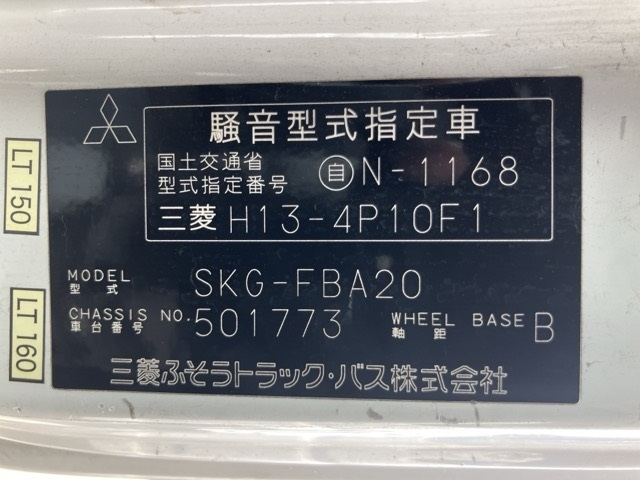 騒音型式指定車
国土交通省
型式指定番号 自 N-1168
三菱 H13-4P10F1
MODEL
型式 SKG-FBA20
CHASSIS NO.
車台番号 501773
WHEEL BASE
軸距 B
三菱ふそうトラック・バス株式会社
LT 150
LT 160